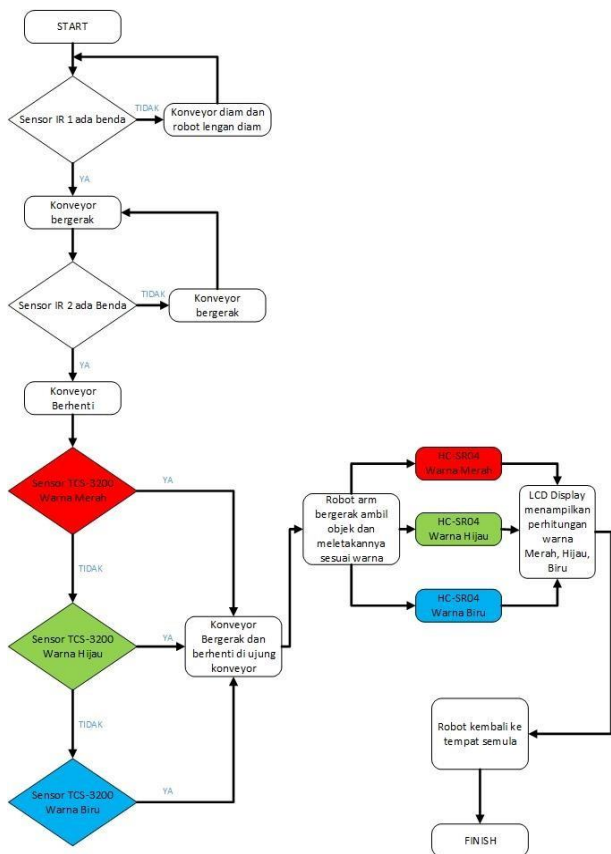 START
Sensor IR 1 ada benda
TIDAK
Konveyor diam dan
robot lengan diam
YA
Konveyor
bergerak
Sensor IR 2 ada Benda
TIDAK
Konveyor
bergerak
YA
Konveyor
Berhenti
Sensor TCS-3200
Warna Merah
YA
TIDAK
Sensor TCS-3200
Warna Hijau
YA
TIDAK
Sensor TCS-3200
Warna Biru
YA
Konveyor
Bergerak dan
berhenti di ujung
konveyor
Robot arm
bergerak ambil
objek dan
meletakannya
sesuai warna
HC-SR04
Warna Merah
HC-SR04
Warna Hijau
HC-SR04
Warna Biru
LCD Display
menampilkan
perhitungan
warna
Merah, Hijau,
Biru
Robot kembali ke
tempat semula
FINISH